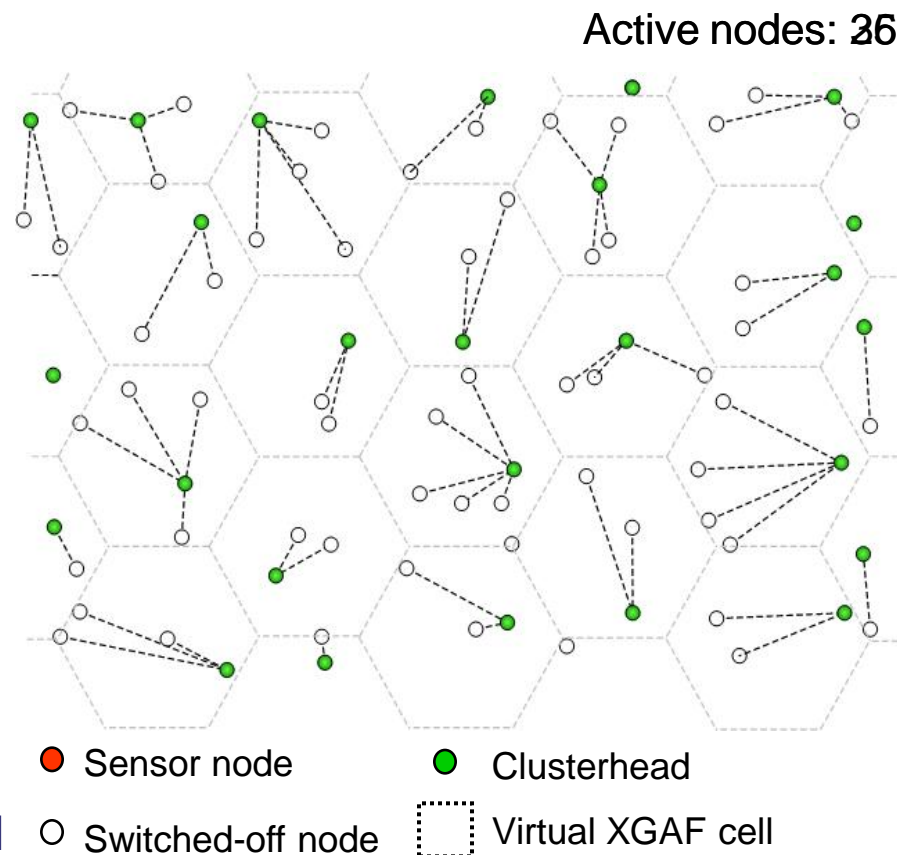 Active nodes:
Sensor node
Clusterhead
Switched-off node
Virtual XGAF cell